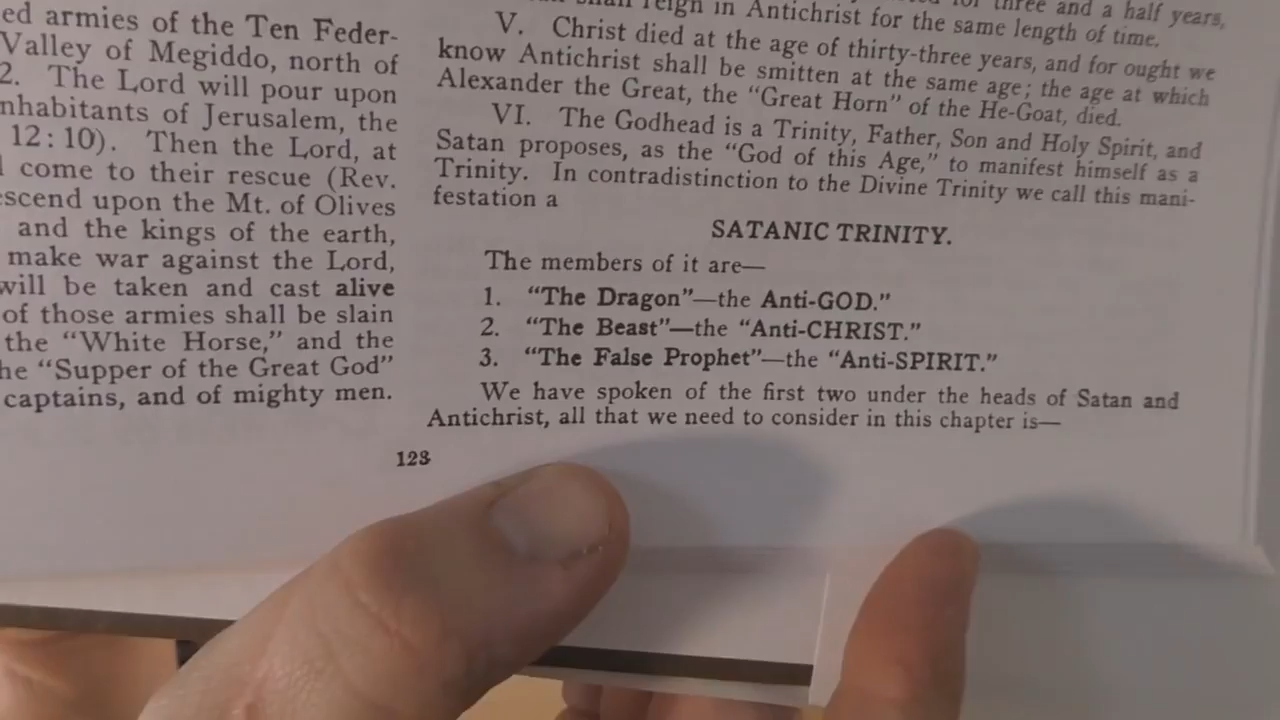 ed armies of the Ten Feder-
Valley of Megiddo, north of
2. The Lord will pour upon
nhabitants of Jerusalem, the
12:10). Then the Lord, at
l come to their rescue (Rev.
escend upon the Mt. of Olives
and the kings of the earth,
make war against the Lord,
will be taken and cast alive
of those armies shall be slain
the "White Horse," and the
he "Supper of the Great God"
captains, and of mighty men.
123
for three and a half years,
reign in Antichrist for the same length of time.
V. Christ died at the age of thirty-three years, and for ought we
know Antichrist shall be smitten at the same age; the age at which
Alexander the Great, the "Great Horn" of the He-Goat, died.
VI. The Godhead is a Trinity, Father, Son and Holy Spirit, and
Satan proposes, as the "God of this Age," to manifest himself as a
Trinity. In contradistinction to the Divine Trinity we call this mani-
festation a
SATANIC TRINITY.
The members of it are—
1. "The Dragon"—the Anti-GOD."
2. "The Beast"—the "Anti-CHRIST."
3. "The False Prophet"—the "Anti-SPIRIT."
We have spoken of the first two under the heads of Satan and
Antichrist, all that we need to consider in this chapter is—